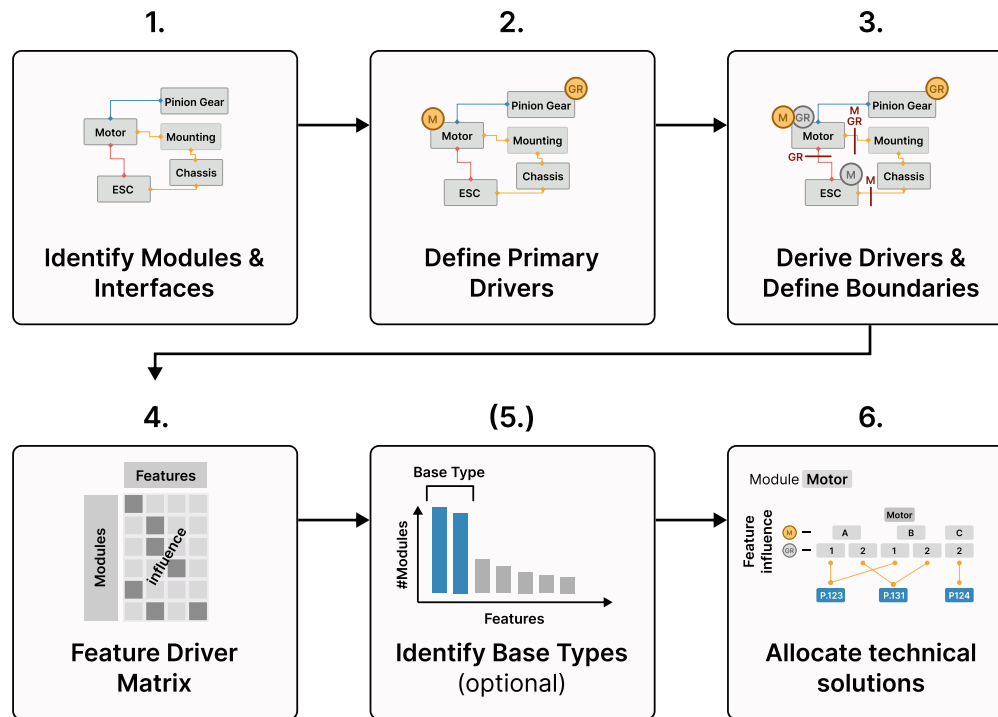 1.
Pinion Gear
Motor
Mounting
Chassis
ESC
Identify Modules &
Interfaces
2.
GR
Pinion Gear
M
Motor
Mounting
Chassis
ESC
Define Primary
Drivers
3.
GR
Pinion Gear
M GR
M
GR
Motor
Mounting
GR
M
Chassis
M
ESC
Derive Drivers &
Define Boundaries
4.
Features
Modules
influence
Feature Driver
Matrix
(5.)
Base Type
#Modules
Features
Identify Base Types
(optional)
6.
Module Motor
Feature
influence
Motor
M A B C
GR 1 2 1 2 2
P.123 P.131 P124
Allocate technical
solutions